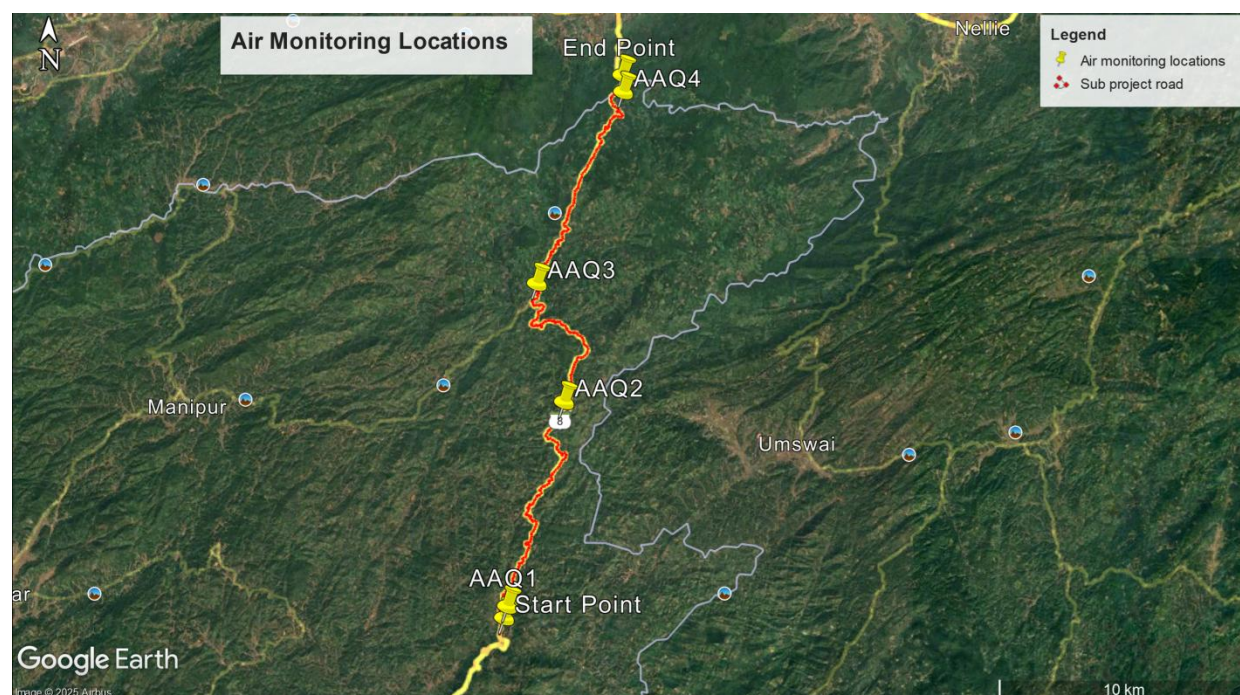 N
Air Monitoring Locations
Nellie
Legend
Air monitoring locations
Sub project road
End Point
AAQ4
AAQ3
AAQ2
8
Manipur
Umswai
AAQ1
Start Point
ar
Google Earth
Image © 2025 Airbus
10 km